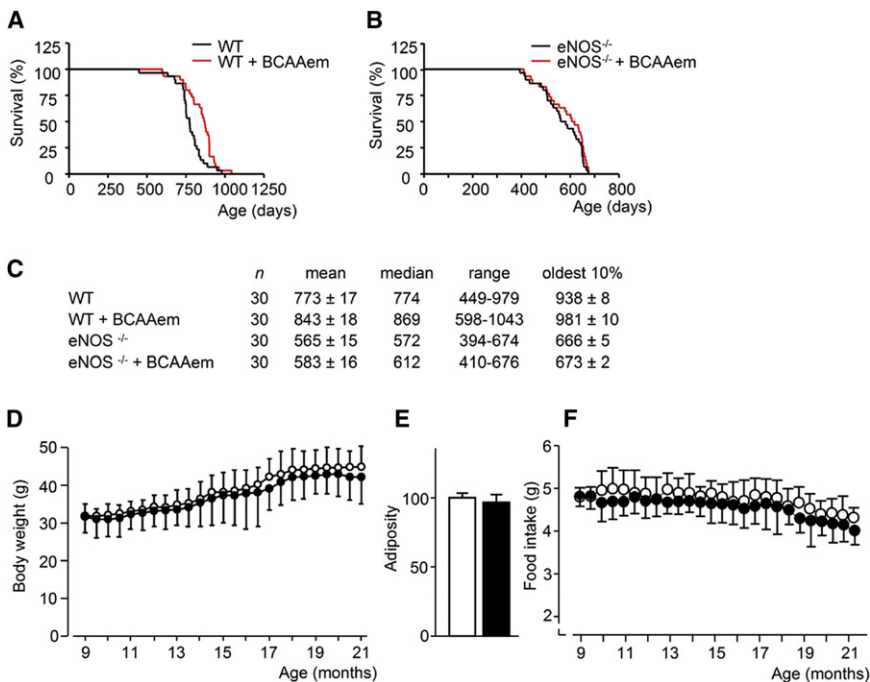 A
WT
WT + BCAAem
125
100
75
50
25
0
Survival (%)
0 250 500 750 1000 1250
Age (days)
B
eNOS-/-
eNOS-/- + BCAAem
125
100
75
50
25
0
Survival (%)
0 200 400 600 800
Age (days)
C
n mean median range oldest 10%
WT 30 773 ± 17 774 449-979 938 ± 8
WT + BCAAem 30 843 ± 18 869 598-1043 981 ± 10
eNOS -/- 30 565 ± 15 572 394-674 666 ± 5
eNOS -/- + BCAAem 30 583 ± 16 612 410-676 673 ± 2
D
50
40
30
20
10
0
Body weight (g)
9 11 13 15 17 19 21
Age (months)
E
100
50
0
Adiposity
F
6
5
4
3
2
Food intake (g)
9 11 13 15 17 19 21
Age (months)